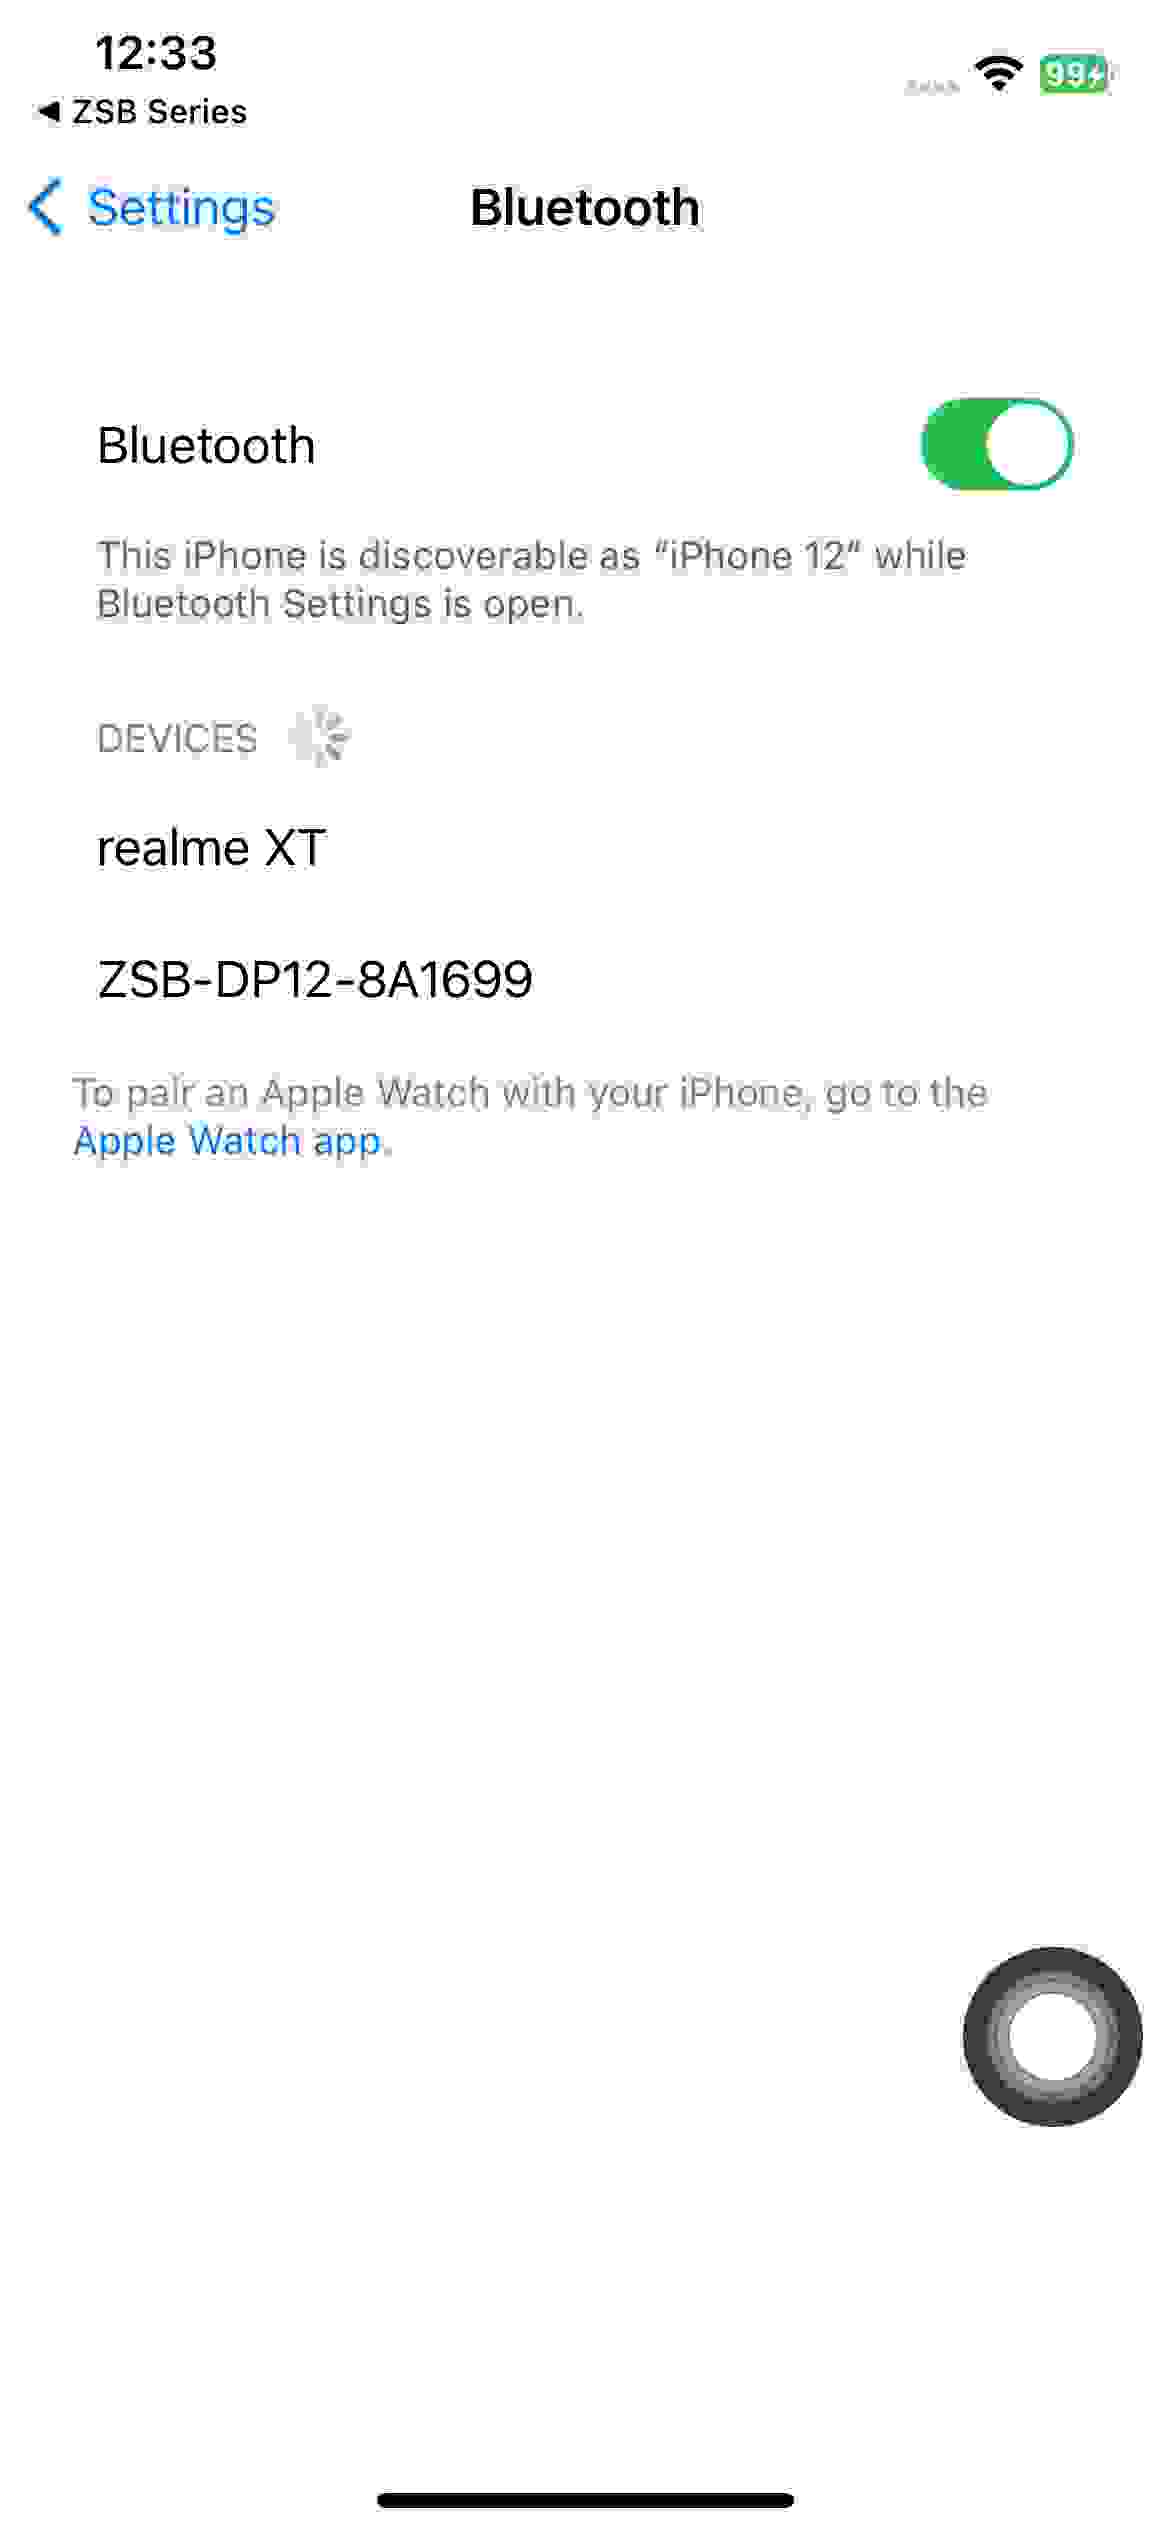 12:33
99
◀ ZSB Series
Settings
Bluetooth
Bluetooth
This iPhone is discoverable as “iPhone 12” while
Bluetooth Settings is open.
DEVICES
realme XT
ZSB-DP12-8A1699
To pair an Apple Watch with your iPhone, go to the
Apple Watch app.